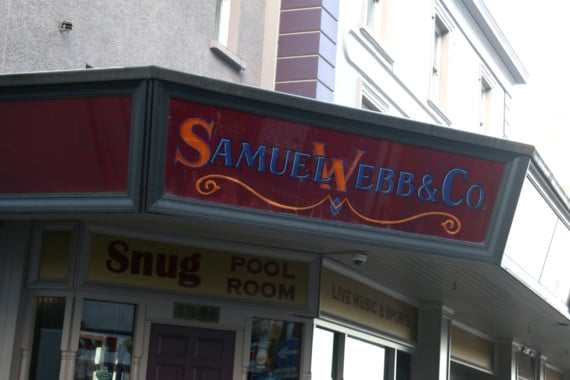 SAMUEL WEBB & CO.
Snug POOL
ROOM
LIVE MUSIC & SPORTS